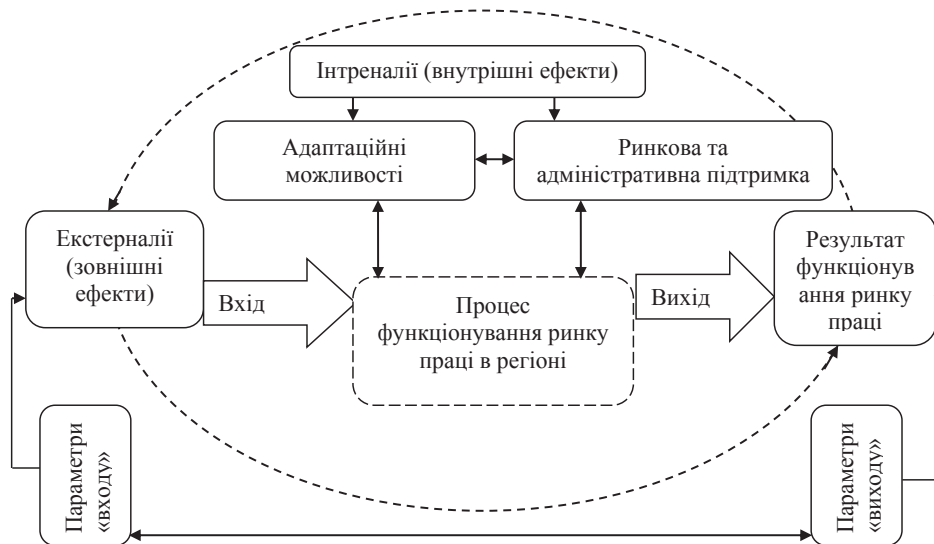 Інтреналії (внутрішні ефекти)
Адаптаційні
можливості
Ринкова та
адміністративна підтримка
Екстерналії
(зовнішні
ефекти)
Вхід
Процес
функціонування ринку
праці в регіоні
Вихід
Результат
функціонув
ання ринку
праці
Параметри
«входу»
Параметри
«виходу»